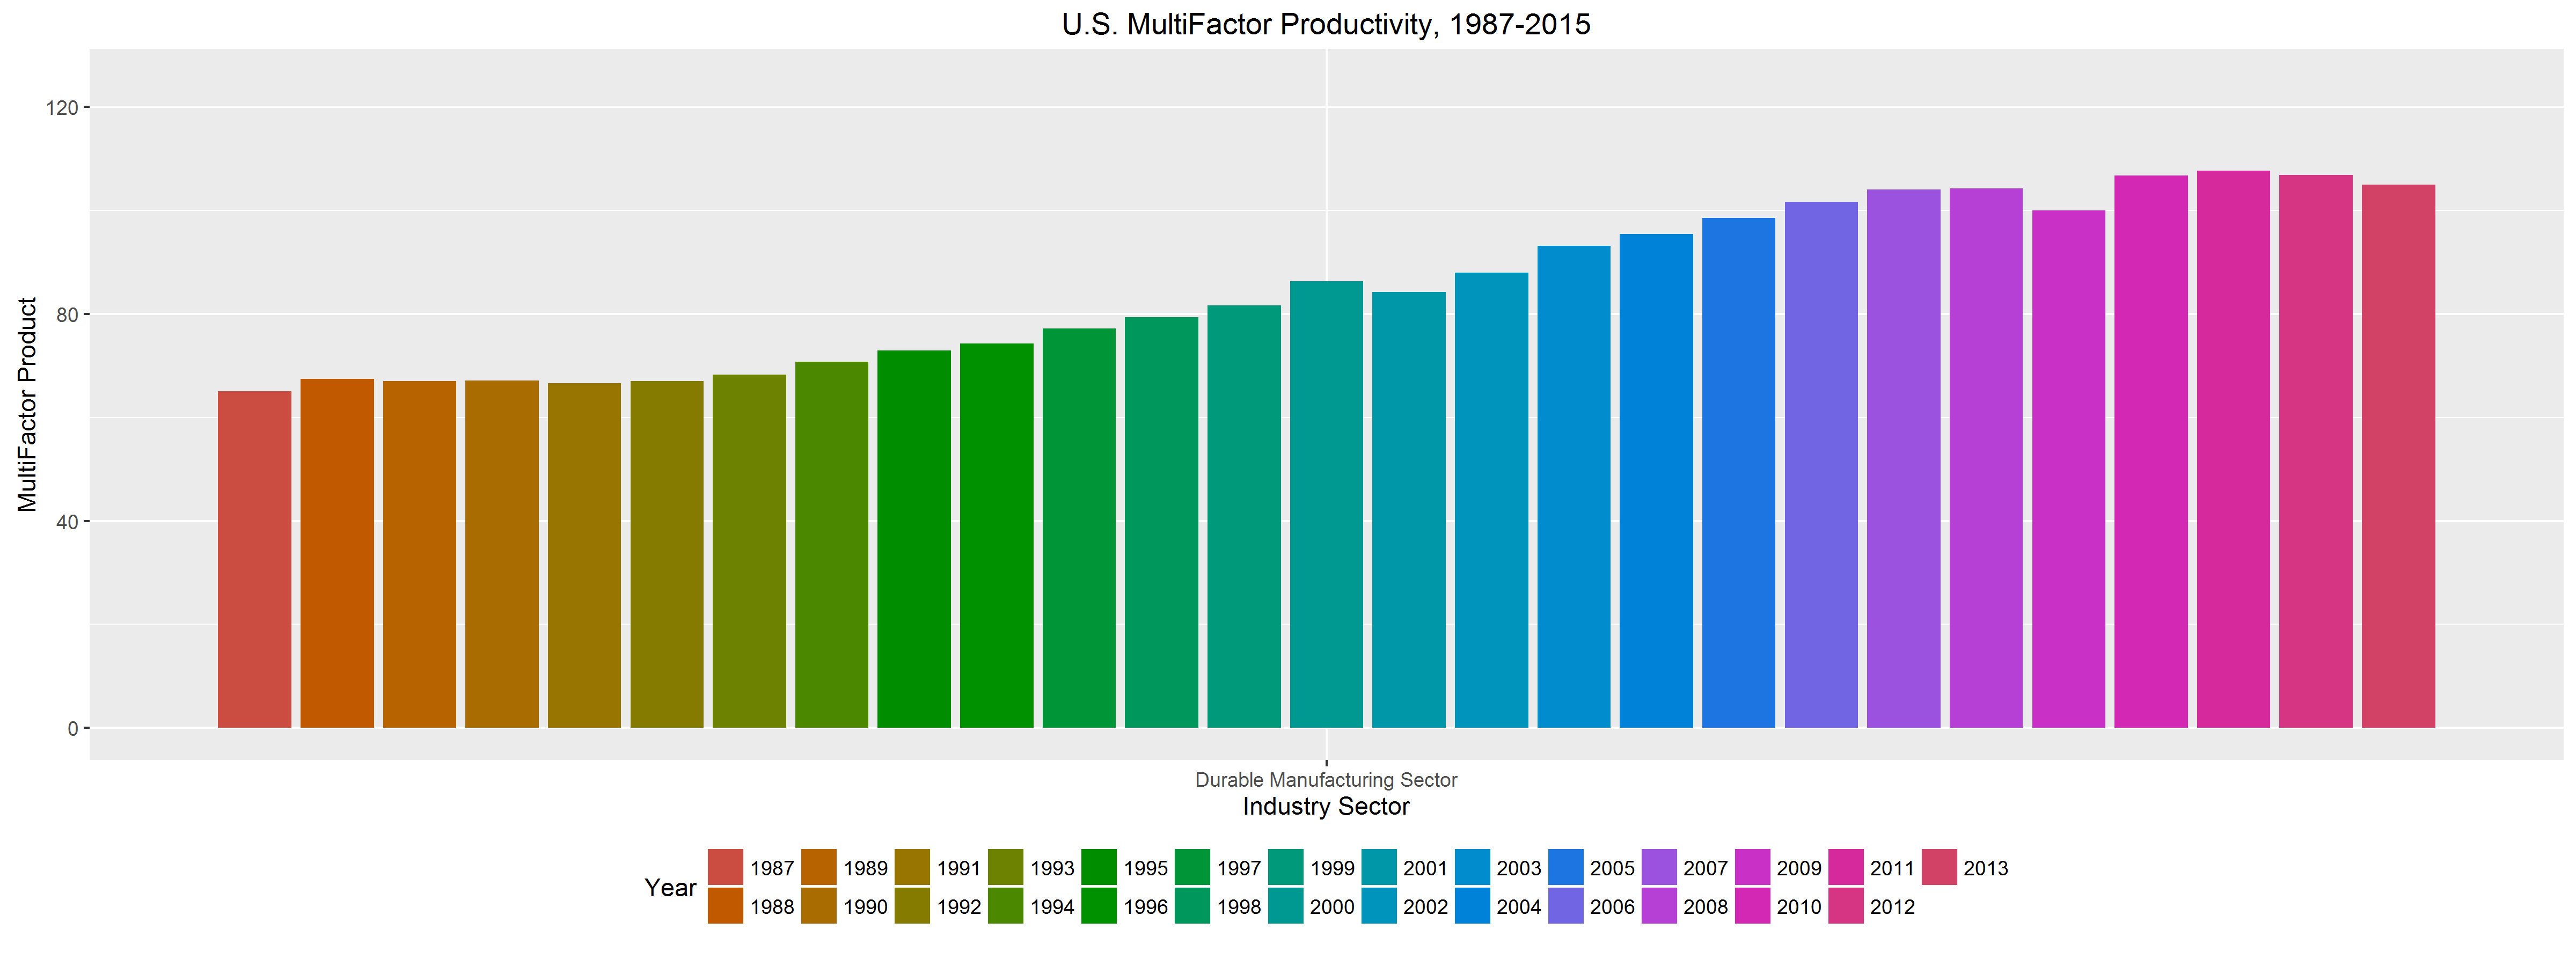 U.S. MultiFactor Productivity, 1987-2015
MultiFactor Product
120
80
40
0
Durable Manufacturing Sector
Industry Sector
Year
1987 1989 1991 1993 1995 1997 1999 2001 2003 2005 2007 2009 2011 2013
1988 1990 1992 1994 1996 1998 2000 2002 2004 2006 2008 2010 2012